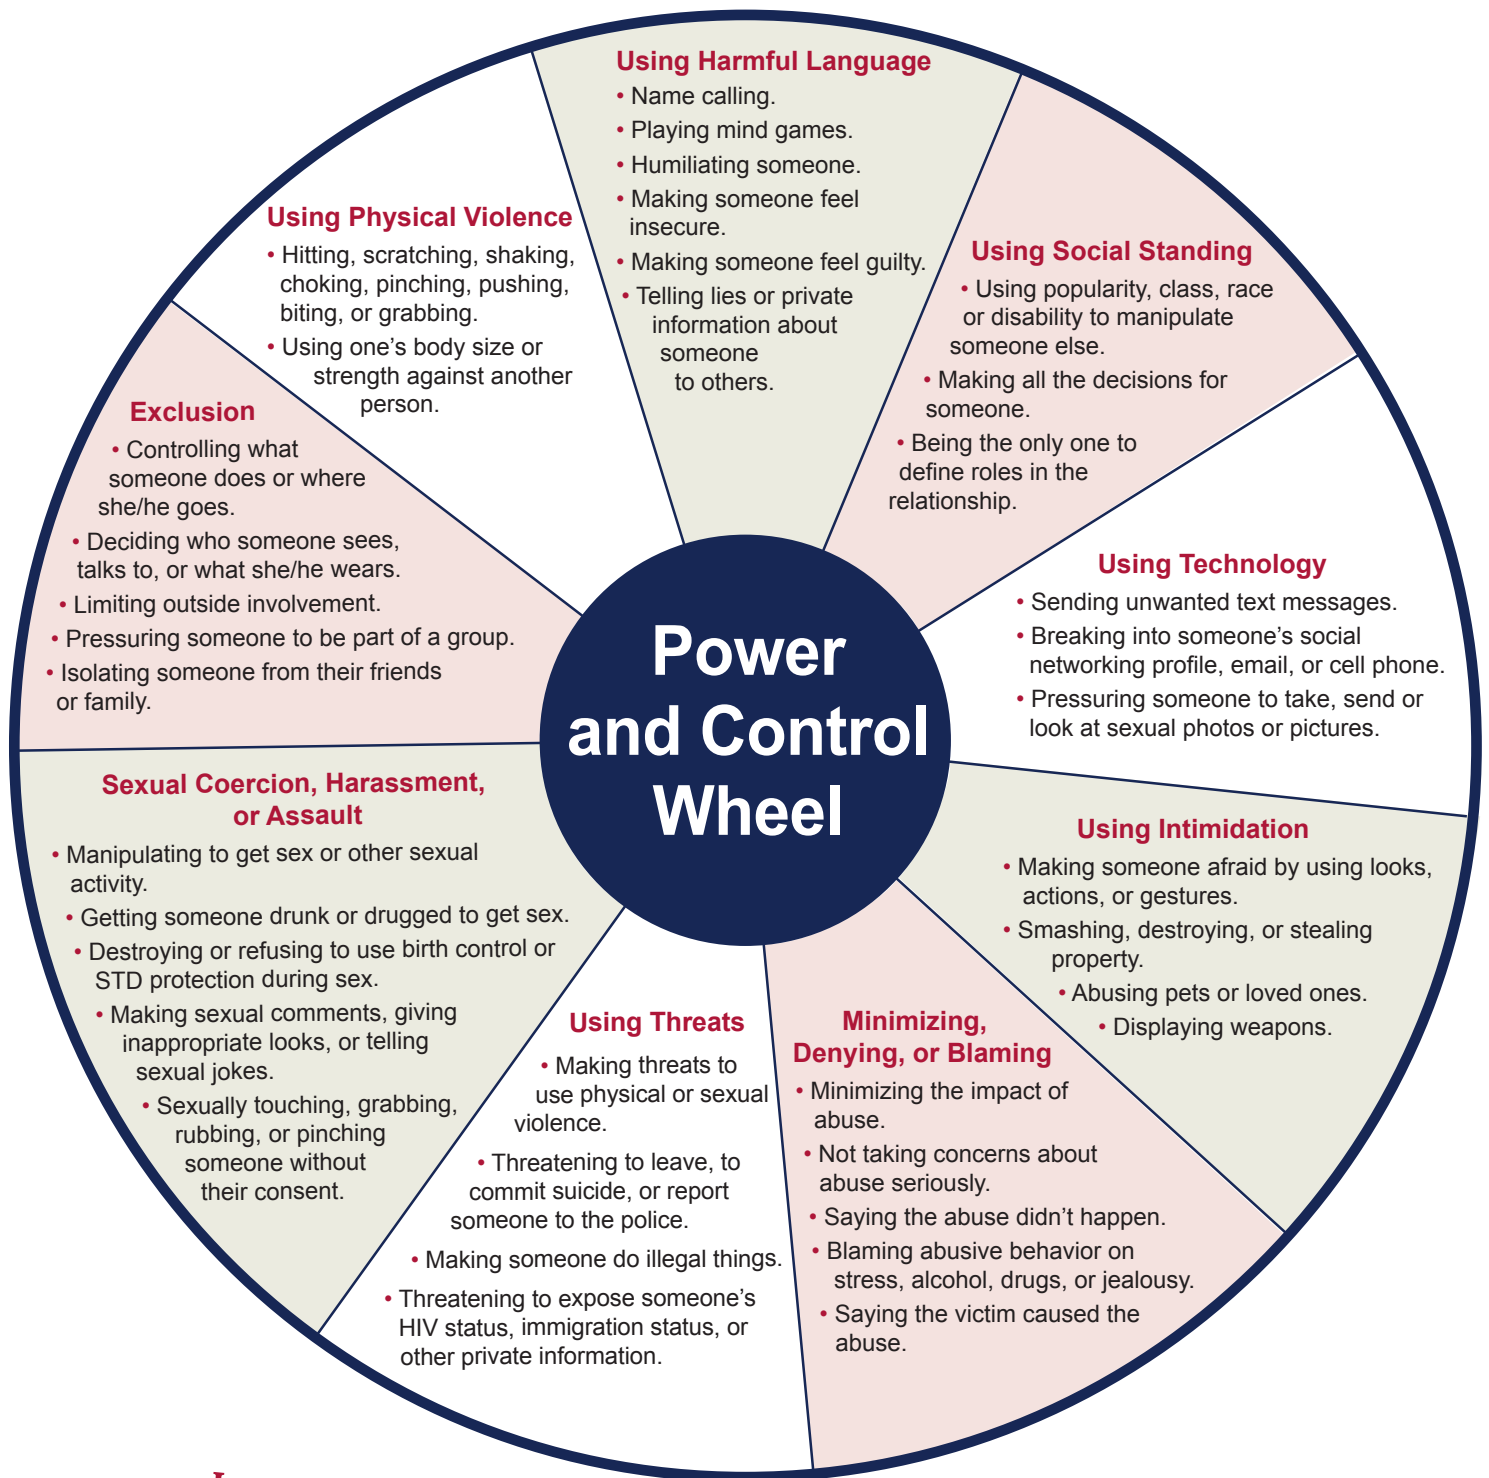 Using Harmful Language
• Name calling.
• Playing mind games.
• Humiliating someone.
• Making someone feel
insecure.
• Making someone feel guilty.
• Telling lies or private
information about
someone
to others.
Using Social Standing
• Using popularity, class, race
or disability to manipulate
someone else.
• Making all the decisions for
someone.
• Being the only one to
define roles in the
relationship.
Using Technology
• Sending unwanted text messages.
• Breaking into someone’s social
networking profile, email, or cell phone.
• Pressuring someone to take, send or
look at sexual photos or pictures.
Using Intimidation
• Making someone afraid by using looks,
actions, or gestures.
• Smashing, destroying, or stealing
property.
• Abusing pets or loved ones.
• Displaying weapons.
Minimizing,
Denying, or Blaming
• Minimizing the impact of
abuse.
• Not taking concerns about
abuse seriously.
• Saying the abuse didn’t happen.
• Blaming abusive behavior on
stress, alcohol, drugs, or jealousy.
• Saying the victim caused the
abuse.
Using Threats
• Making threats to
use physical or sexual
violence.
• Threatening to leave, to
commit suicide, or report
someone to the police.
• Making someone do illegal things.
• Threatening to expose someone’s
HIV status, immigration status, or
other private information.
Sexual Coercion, Harassment,
or Assault
• Manipulating to get sex or other sexual
activity.
• Getting someone drunk or drugged to get sex.
• Destroying or refusing to use birth control or
STD protection during sex.
• Making sexual comments, giving
inappropriate looks, or telling
sexual jokes.
• Sexually touching, grabbing,
rubbing, or pinching
someone without
their consent.
Exclusion
• Controlling what
someone does or where
she/he goes.
• Deciding who someone sees,
talks to, or what she/he wears.
• Limiting outside involvement.
• Pressuring someone to be part of a group.
• Isolating someone from their friends
or family.
Using Physical Violence
• Hitting, scratching, shaking,
choking, pinching, pushing,
biting, or grabbing.
• Using one’s body size or
strength against another
person.
Power
and Control
Wheel